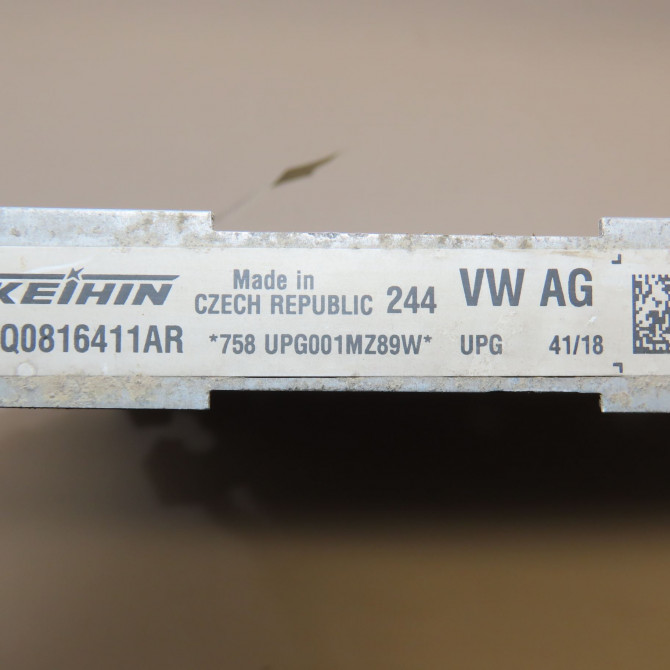 KEIHIN Made in CZECH REPUBLIC 244 VW AG
Q0816411AR *758 UPG001MZ89W* UPG 41/18